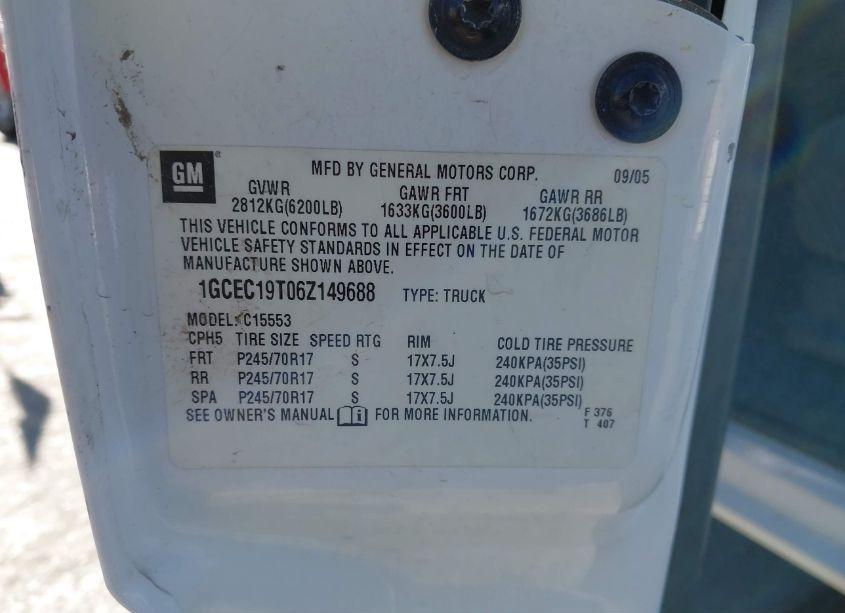 GM
MFD BY GENERAL MOTORS CORP. 09/05
GVWR GAWR FRT GAWR RR
2812KG(6200LB) 1633KG(3600LB) 1672KG(3686LB)
THIS VEHICLE CONFORMS TO ALL APPLICABLE U.S. FEDERAL MOTOR
VEHICLE SAFETY STANDARDS IN EFFECT ON THE DATE OF
MANUFACTURE SHOWN ABOVE.
1GCEC19T06Z149688 TYPE: TRUCK
MODEL: C15553
CPH5 TIRE SIZE SPEED RTG RIM COLD TIRE PRESSURE
FRT P245/70R17 S 17X7.5J 240KPA(35PSI)
RR P245/70R17 S 17X7.5J 240KPA(35PSI)
SPA P245/70R17 S 17X7.5J 240KPA(35PSI)
SEE OWNER'S MANUAL FOR MORE INFORMATION.
F 376
T 407